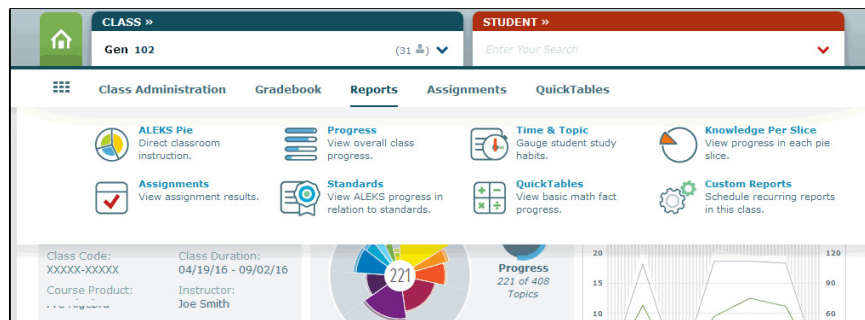 CLASS »
STUDENT »
Gen 102
(31 )
Enter Your Search
Class Administration Gradebook Reports Assignments QuickTables
ALEKS Pie
Direct classroom
instruction.
Progress
View overall class
progress.
Time & Topic
Gauge student study
habits.
Knowledge Per Slice
View progress in each pie
slice.
Assignments
View assignment results.
Standards
View ALEKS progress in
relation to standards.
QuickTables
View basic math fact
progress.
Custom Reports
Schedule recurring reports
in this class.
Class Code:
XXXXX-XXXXX
Class Duration:
04/19/16 - 09/02/16
Course Product:
Instructor:
Joe Smith
221
Progress
221 of 408
Topics
20
15
10
120
90
60